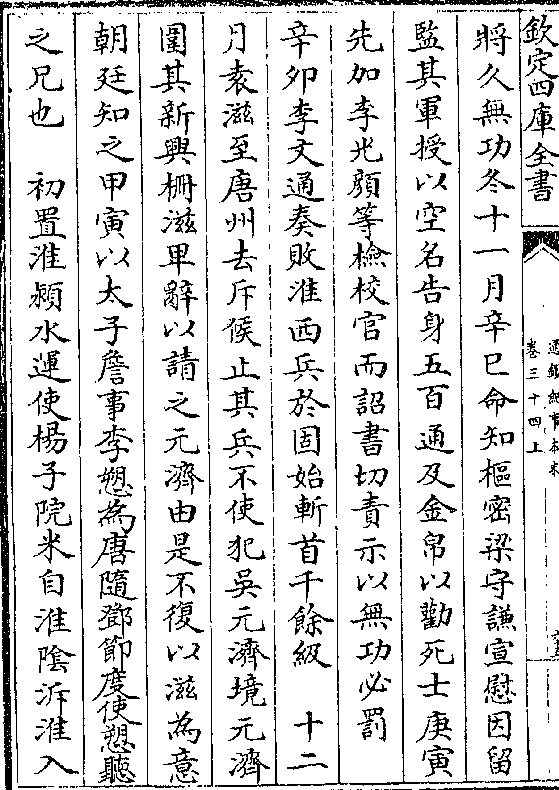 欽定四庫全書
通鑑紀事本末
卷三十四上
將久無功冬十一月辛巳命知樞密梁守謙宣慰因留
監其軍授以空名告身五百通及金帛以勸死士庚寅
先加李光顔等檢校官而詔書切責示以無功必罰
辛卯李文通奏敗淮西兵於固始斬首千餘級　十二
月袁滋至唐州去斥候止其兵不使犯吳元濟境元濟
圍其新興柵滋卑辭以請之元濟由是不復以滋為意
朝廷知之甲寅以太子詹事李愬為唐隨鄧節度使愬聽
之兄也　初置淮潁水運使楊子院米自淮陰泝淮入